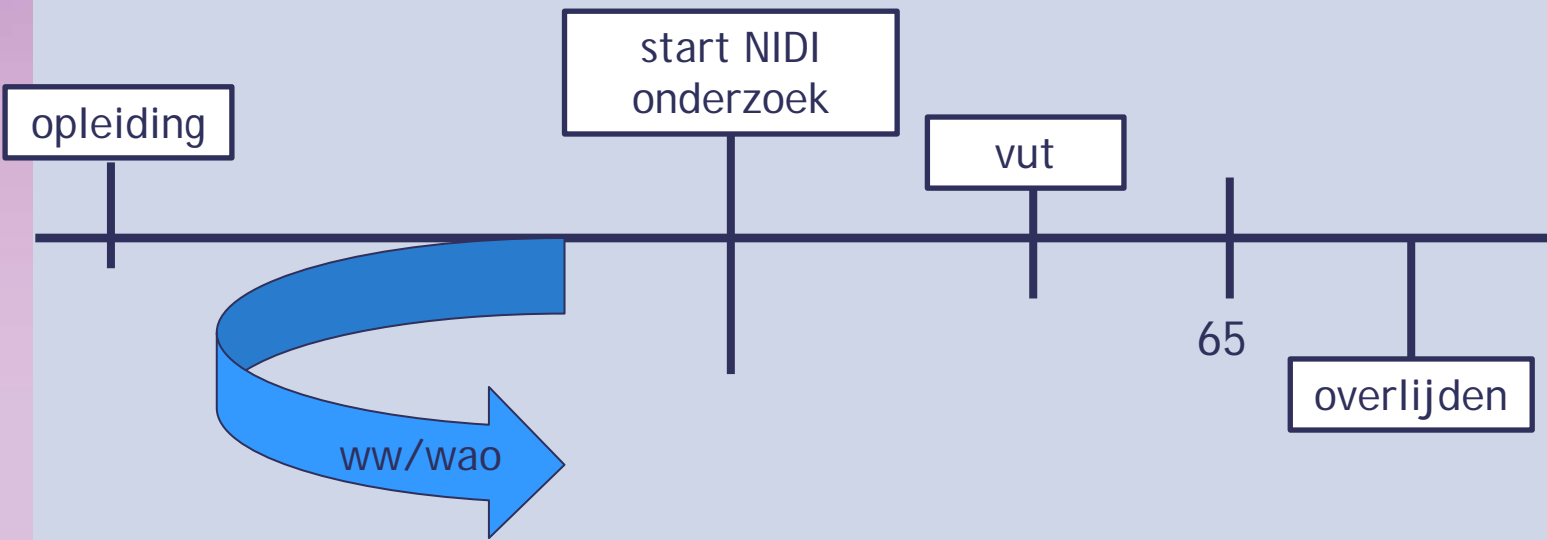 opleiding
start NIDI
onderzoek
vut
65
overlijden
ww/wao